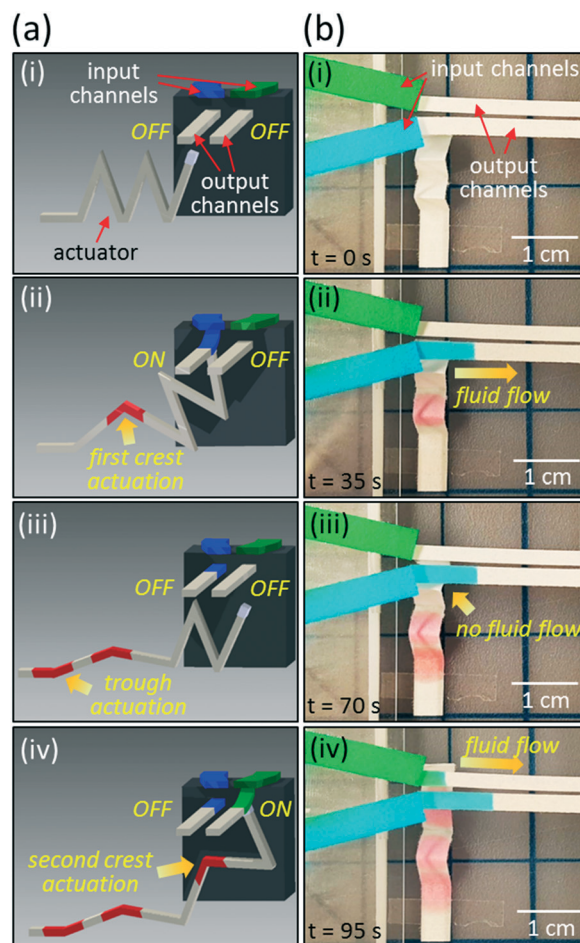 (a)
(i)
input
channels
OFF
OFF
output
channels
actuator
(ii)
ON
OFF
first crest
actuation
(iii)
OFF
OFF
trough
actuation
(iv)
OFF
ON
second crest
actuation
(b)
(i)
input channels
output
channels
t = 0 s
1 cm
(ii)
fluid flow
t = 35 s
1 cm
(iii)
no fluid flow
t = 70 s
1 cm
(iv)
fluid flow
t = 95 s
1 cm